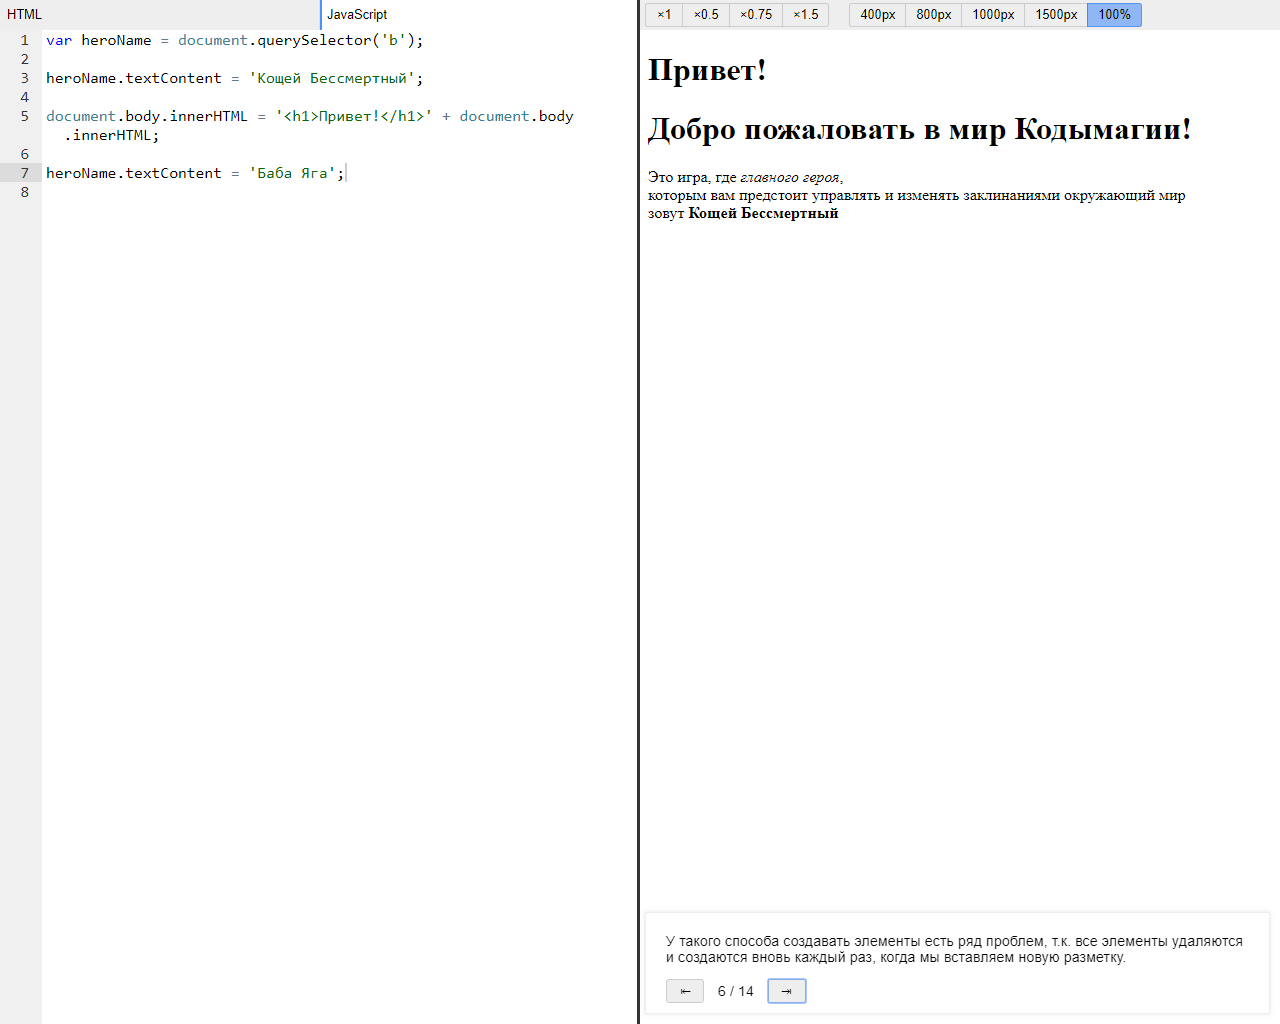 HTML
JavaScript
1 var heroName = document.querySelector('b');
2
3 heroName.textContent = 'Кощей Бессмертный';
4
5 document.body.innerHTML = '<h1>Привет!</h1>' + document.body
.innerHTML;
6
7 heroName.textContent = 'Баба Яга';
8
×1 ×0.5 ×0.75 ×1.5 400px 800px 1000px 1500px 100%
Привет!
Добро пожаловать в мир Кодымагии!
Это игра, где главного героя,
которым вам предстоит управлять и изменять заклинаниями окружающий мир
зовут Кощей Бессмертный
У такого способа создавать элементы есть ряд проблем, т.к. все элементы удаляются
и создаются вновь каждый раз, когда мы вставляем новую разметку.
⇤ 6 / 14 ⇥